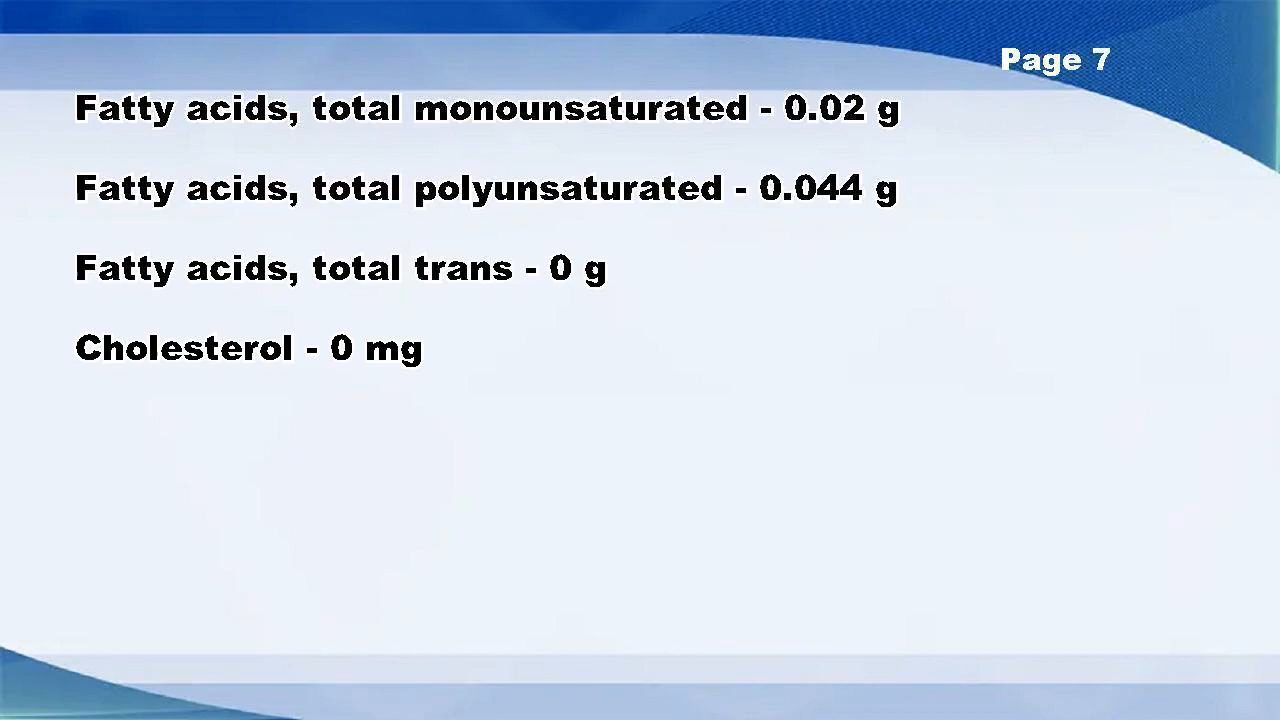 Page 7
Fatty acids, total monounsaturated - 0.02 g
Fatty acids, total polyunsaturated - 0.044 g
Fatty acids, total trans - 0 g
Cholesterol - 0 mg